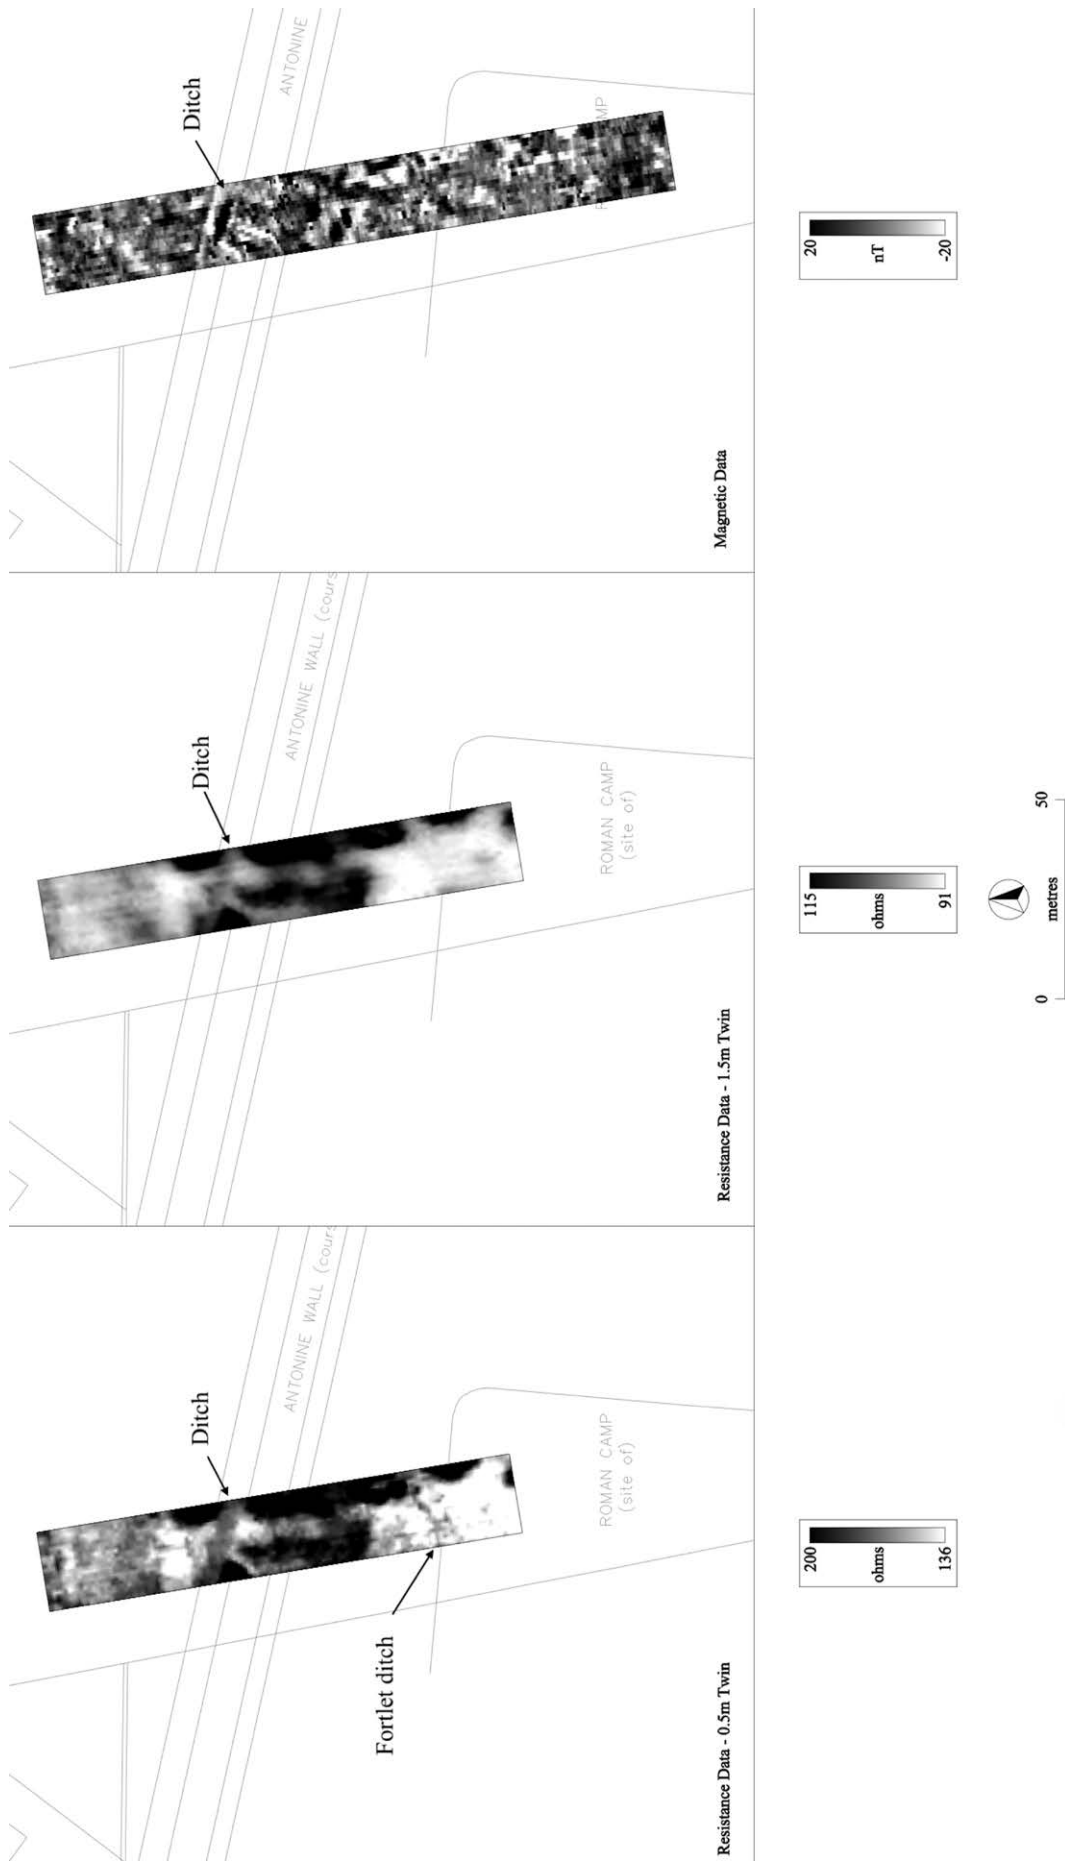 Ditch
ANTONINE WALL (cours
Fortlet ditch
ROMAN CAMP
(site of)
Resistance Data - 0.5m Twin
200
ohms
136
Ditch
ANTONINE WALL (cours
ROMAN CAMP
(site of)
Resistance Data - 1.5m Twin
115
ohms
91
0
metres
50
Ditch
ANTONINE
Magnetic Data
20
nT
-20